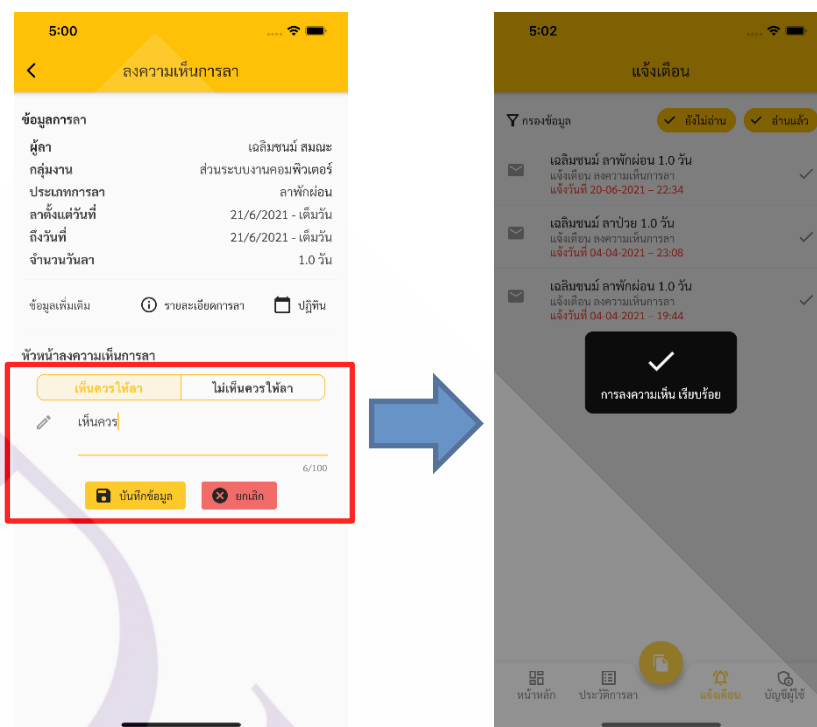 5:00
ลงความเห็นการลา
ข้อมูลการลา
ผู้ลา เฉลิมชนม์ สมณะ
กลุ่มงาน ส่วนระบบงานคอมพิวเตอร์
ประเภทการลา ลาพักผ่อน
ลาตั้งแต่วันที่ 21/6/2021 - เต็มวัน
ถึงวันที่ 21/6/2021 - เต็มวัน
จำนวนวันลา 1.0 วัน
ข้อมูลเพิ่มเติม รายละเอียดการลา ปฏิทิน
หัวหน้าลงความเห็นการลา
เห็นควรให้ลา ไม่เห็นควรให้ลา
เห็นควร
6/100
บันทึกข้อมูล ยกเลิก
5:02
แจ้งเตือน
กรองข้อมูล ยังไม่อ่าน อ่านแล้ว
เฉลิมชนม์ ลาพักผ่อน 1.0 วัน
แจ้งเตือน ลงความเห็นการลา
แจ้งวันที่ 20-06-2021 – 22:34
เฉลิมชนม์ ลาป่วย 1.0 วัน
แจ้งเตือน ลงความเห็นการลา
แจ้งวันที่ 04-04-2021 – 23:08
เฉลิมชนม์ ลาพักผ่อน 1.0 วัน
แจ้งเตือน ลงความเห็นการลา
แจ้งวันที่ 04-04-2021 – 19:44
การลงความเห็น เรียบร้อย
หน้าหลัก ประวัติการลา แจ้งเตือน บัญชีผู้ใช้